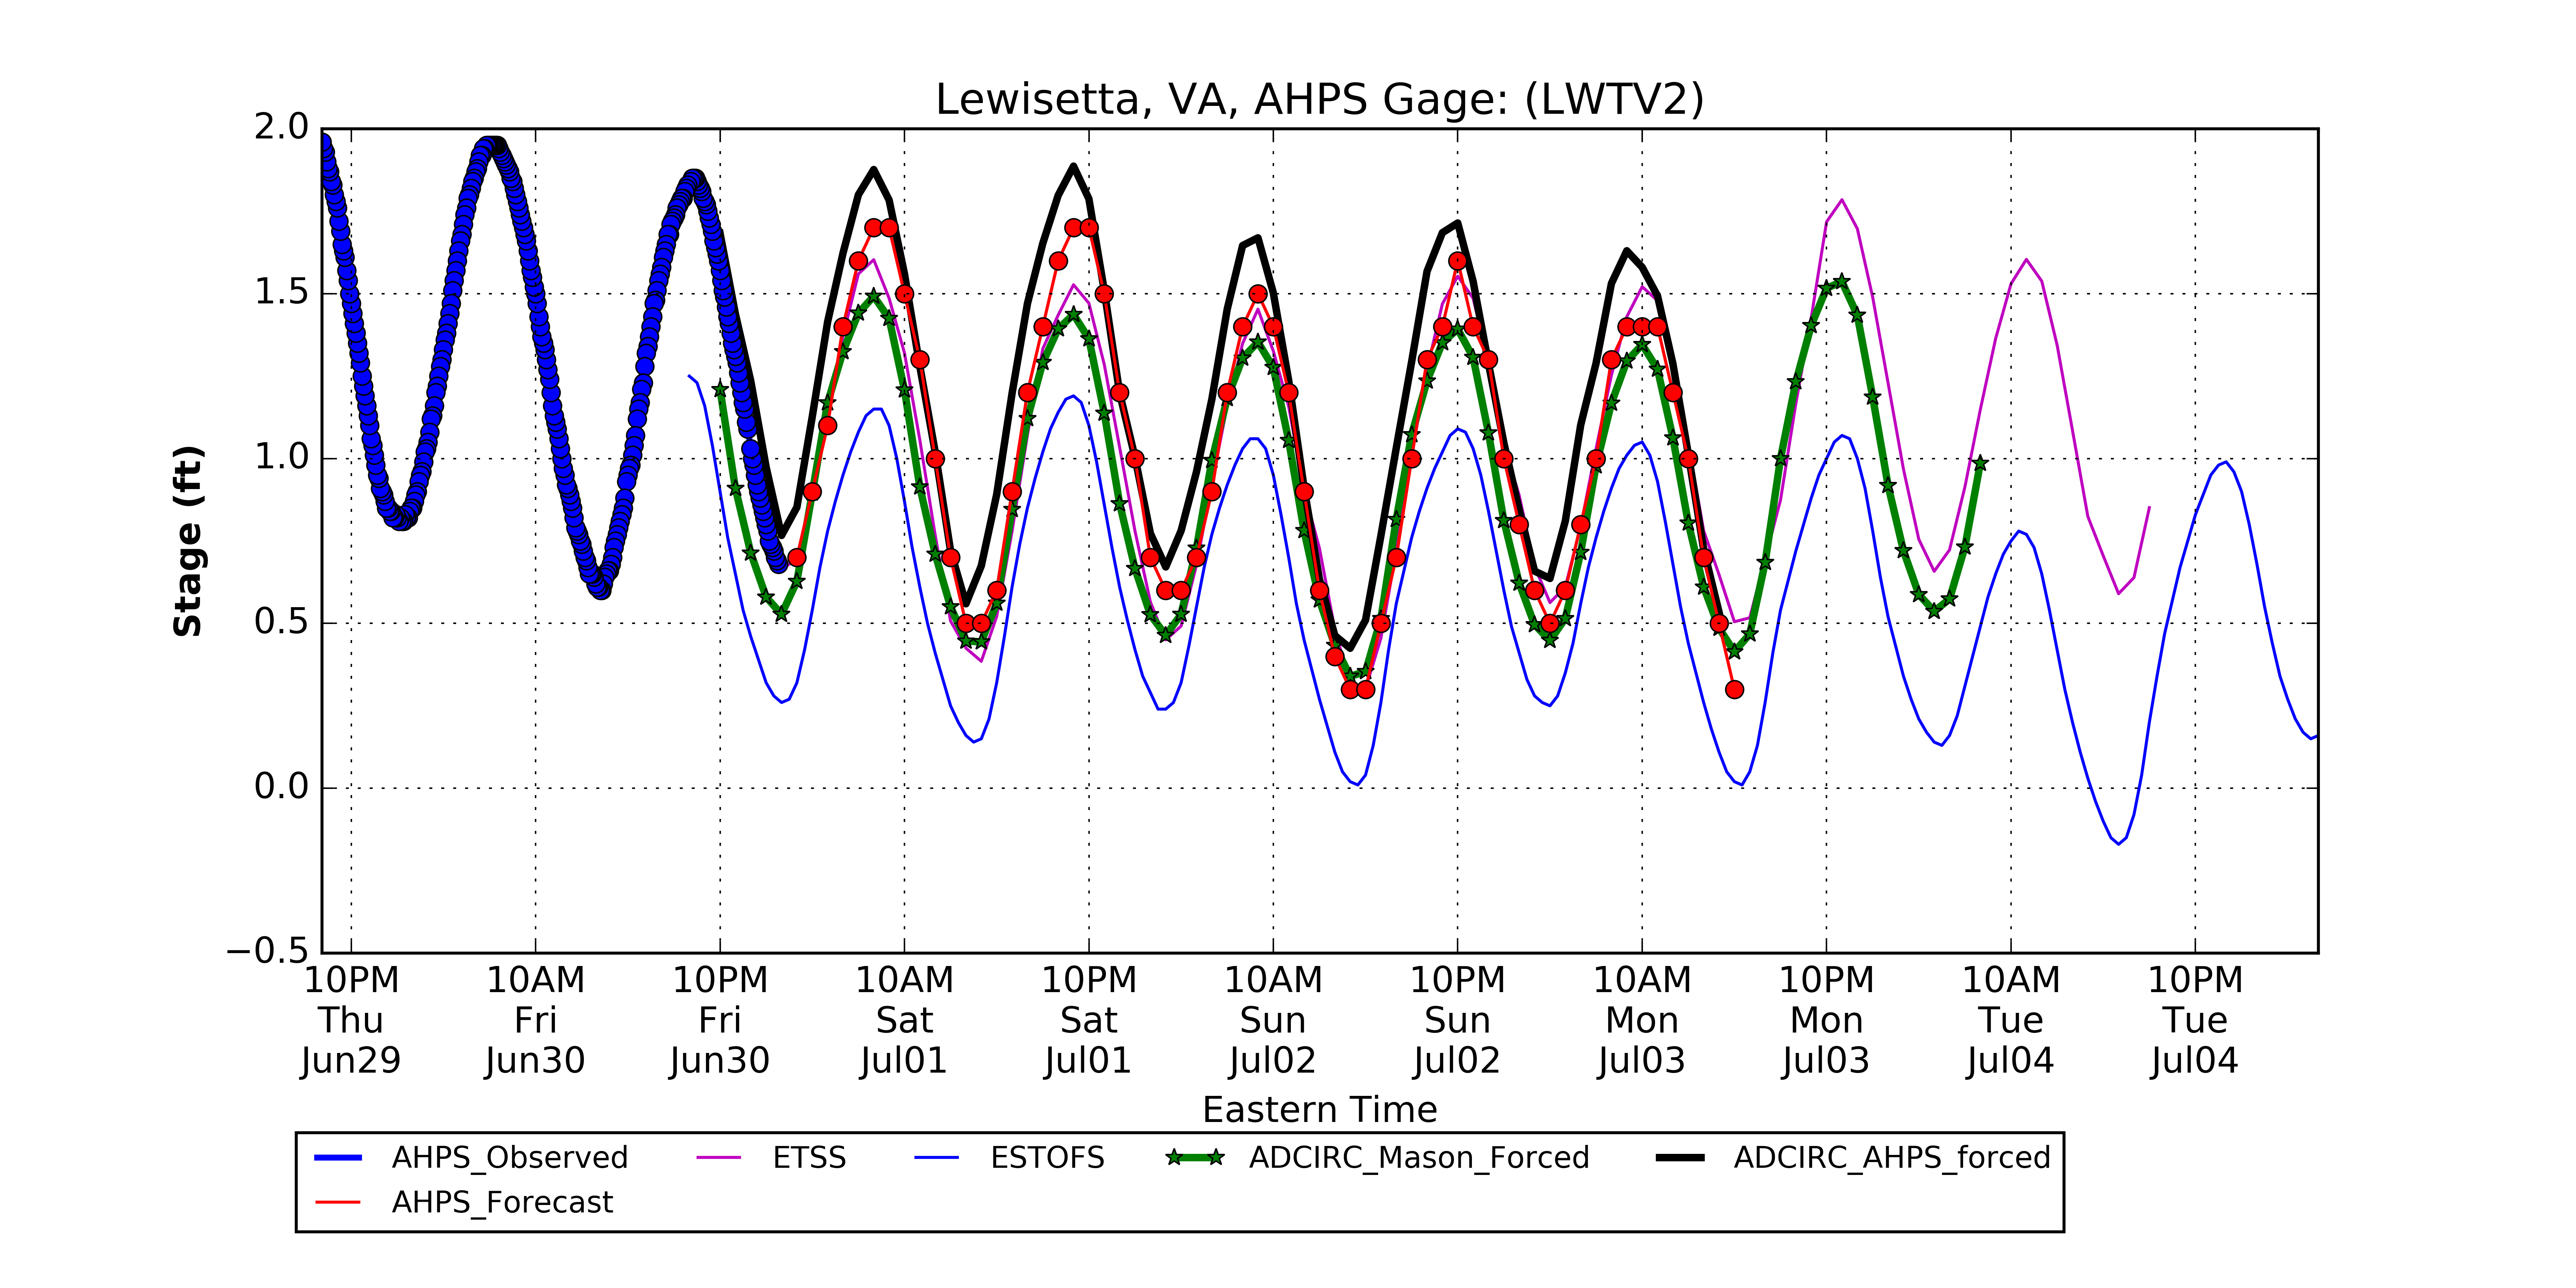 Lewisetta, VA, AHPS Gage: (LWTV2)
2.0
1.5
1.0
0.5
0.0
−0.5
Stage (ft)
10PM 10AM 10PM 10AM 10PM 10AM 10PM 10AM 10PM 10AM 10PM
Thu Fri Fri Sat Sat Sun Sun Mon Mon Tue Tue
Jun29 Jun30 Jun30 Jul01 Jul01 Jul02 Jul02 Jul03 Jul03 Jul04 Jul04
Eastern Time
AHPS_Observed ETSS ESTOFS ADCIRC_Mason_Forced ADCIRC_AHPS_forced
AHPS_Forecast